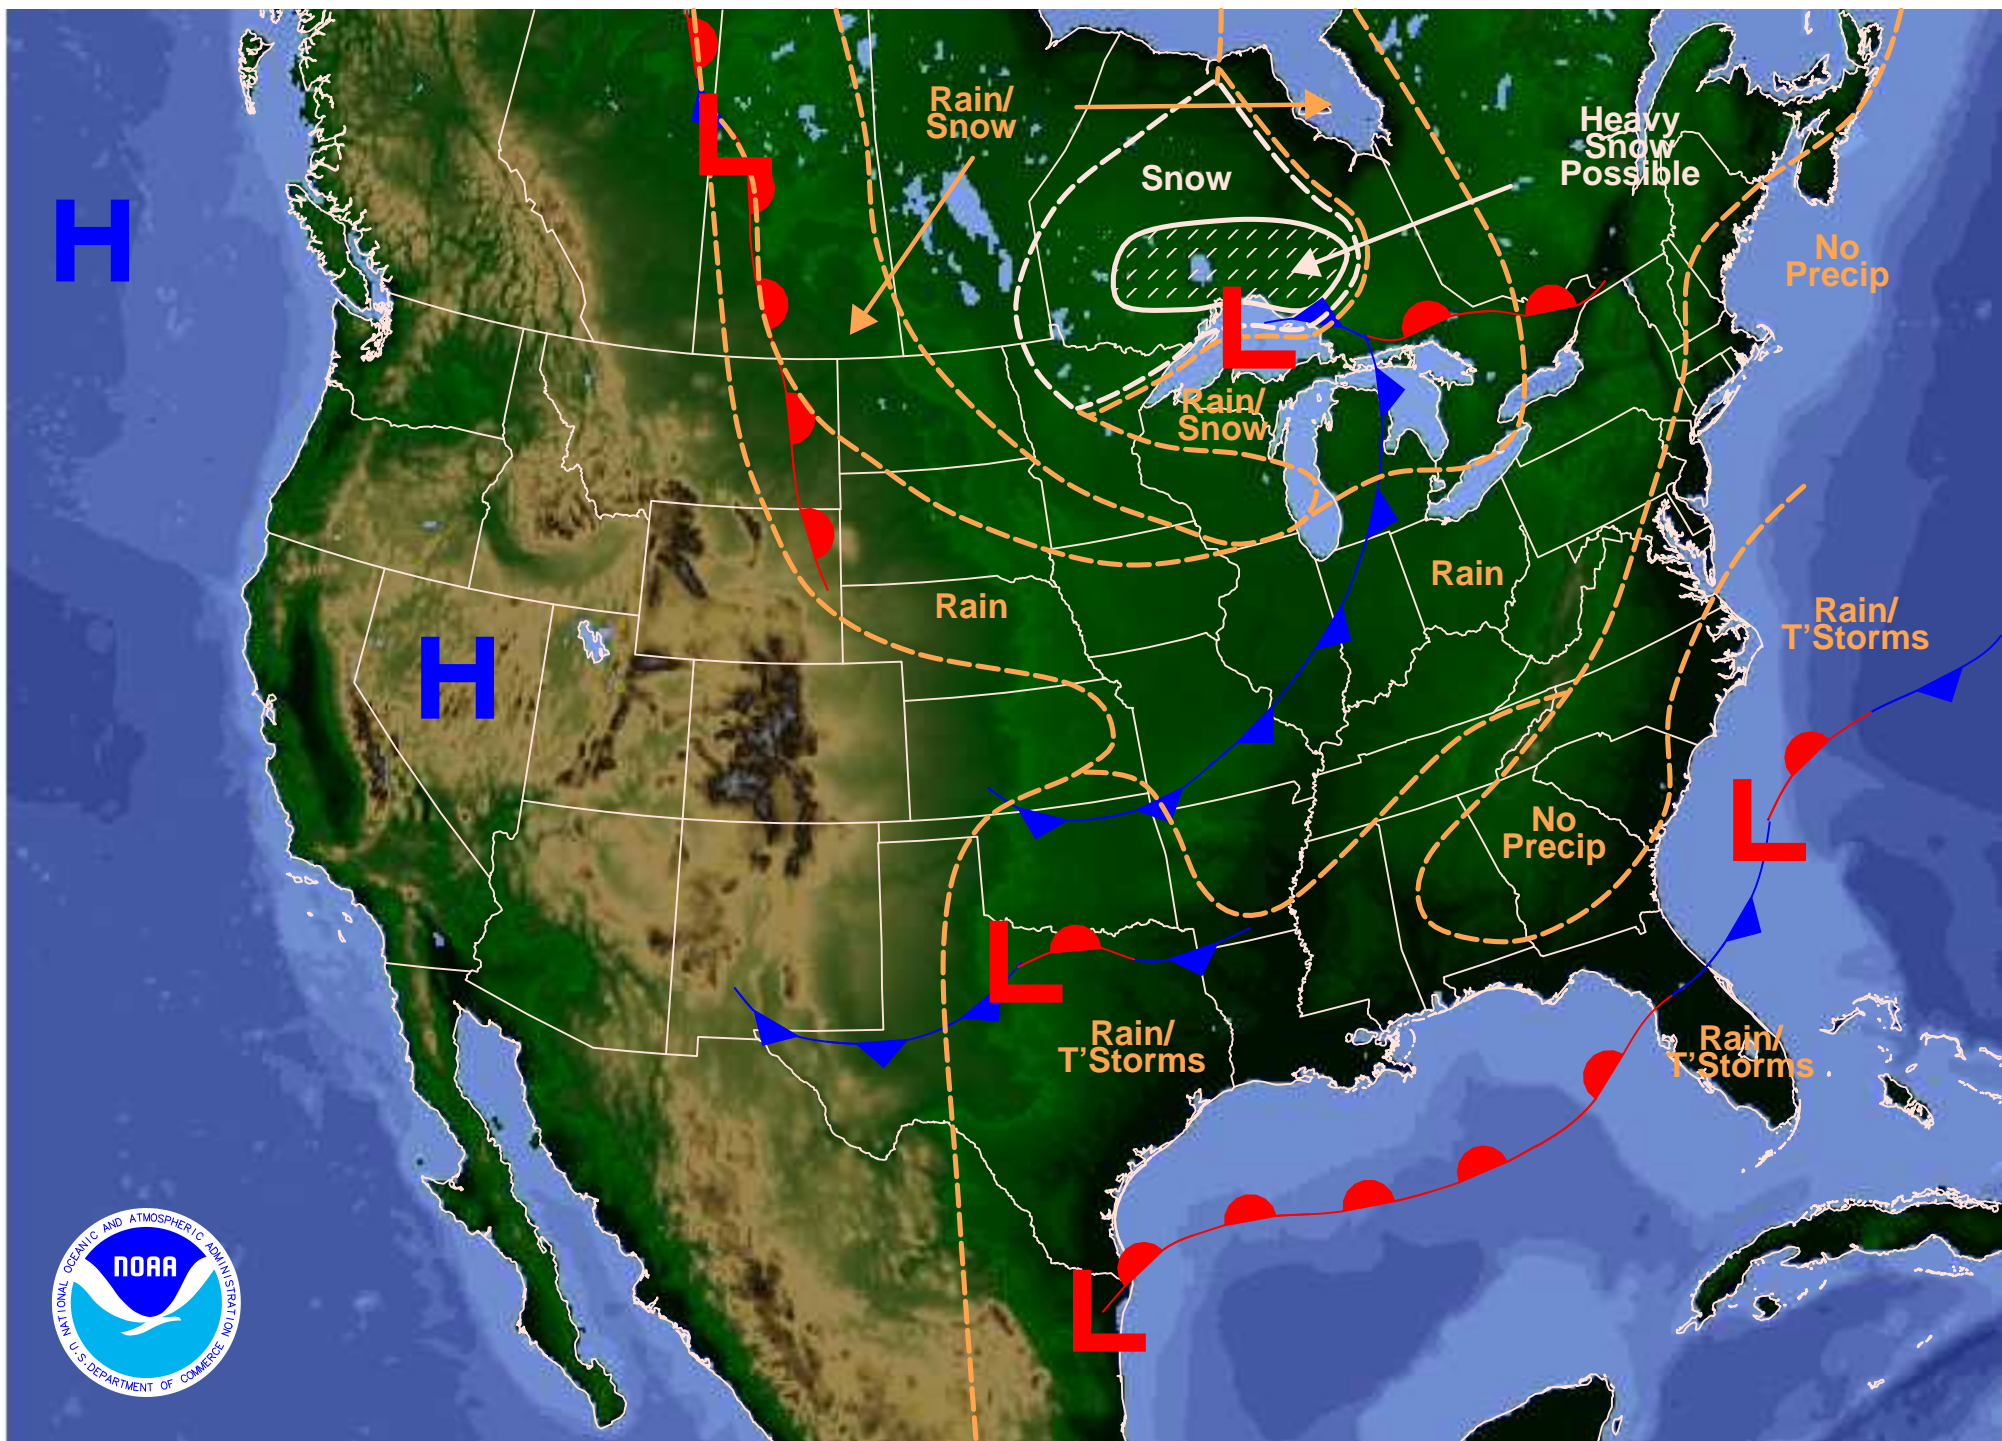 Rain/
Snow
Heavy
Snow
Possible
Snow
H
L
No
Precip
L
Rain/
Snow
Rain
Rain
Rain/
T'Storms
H
L
No
Precip
L
Rain/
T'Storms
Rain/
T'Storms
L
NATIONAL OCEANIC AND ATMOSPHERIC ADMINISTRATION
NOAA
U.S. DEPARTMENT OF COMMERCE